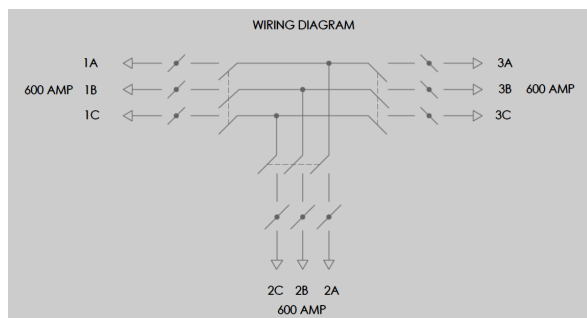 WIRING DIAGRAM
1A 3A
600 AMP 1B 3B 600 AMP
1C 3C
2C 2B 2A
600 AMP